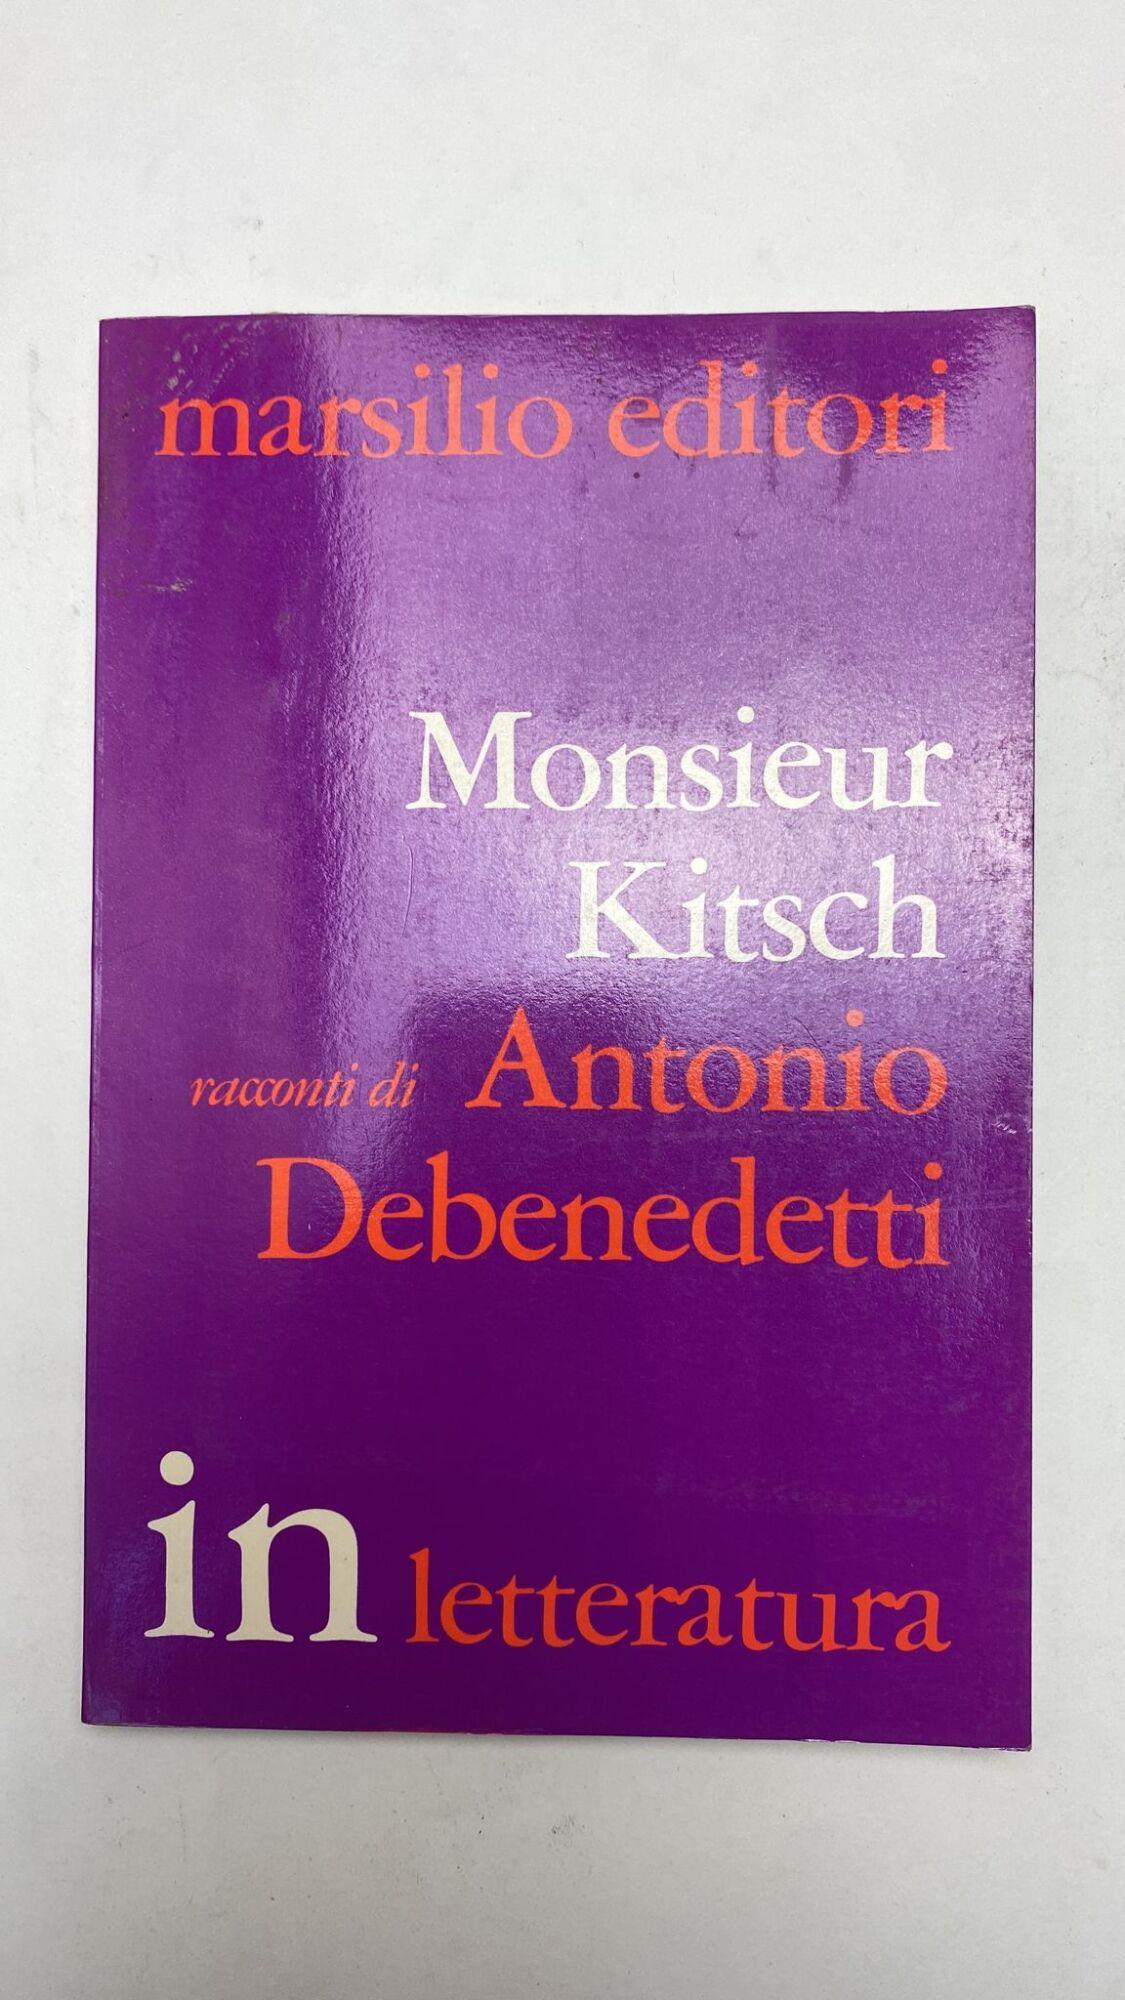 marsilio editori
Monsieur
Kitsch
racconti di Antonio
Debenedetti
in letteratura